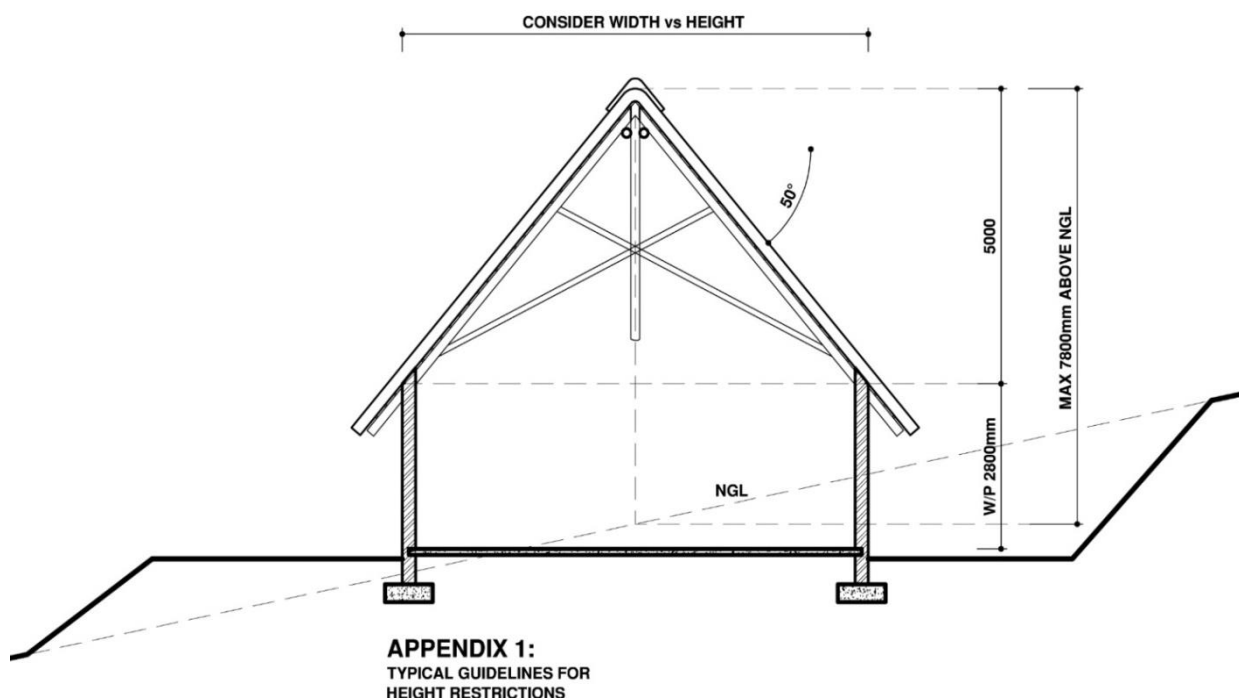 CONSIDER WIDTH vs HEIGHT
50°
5000
MAX 7800mm ABOVE NGL
W/P 2800mm
NGL
APPENDIX 1:
TYPICAL GUIDELINES FOR
HEIGHT RESTRICTIONS